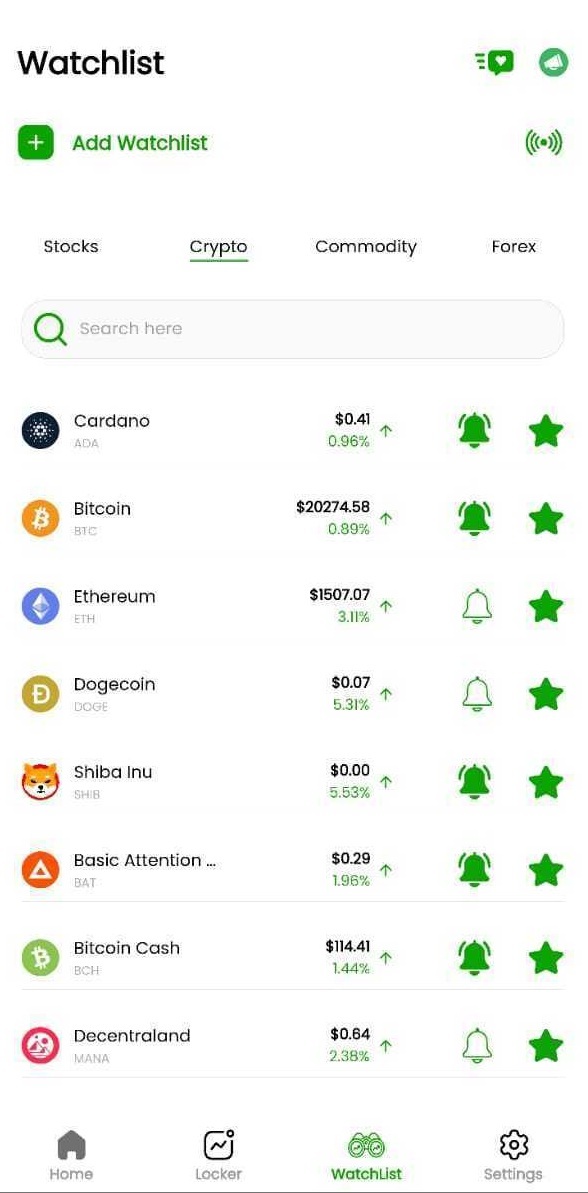 Watchlist
Add Watchlist
Stocks Crypto Commodity Forex
Search here
Cardano $0.41
ADA 0.96%
Bitcoin $20274.58
BTC 0.89%
Ethereum $1507.07
ETH 3.11%
Dogecoin $0.07
DOGE 5.31%
Shiba Inu $0.00
SHIB 5.53%
Basic Attention ... $0.29
BAT 1.96%
Bitcoin Cash $114.41
BCH 1.44%
Decentraland $0.64
MANA 2.38%
Home Locker WatchList Settings